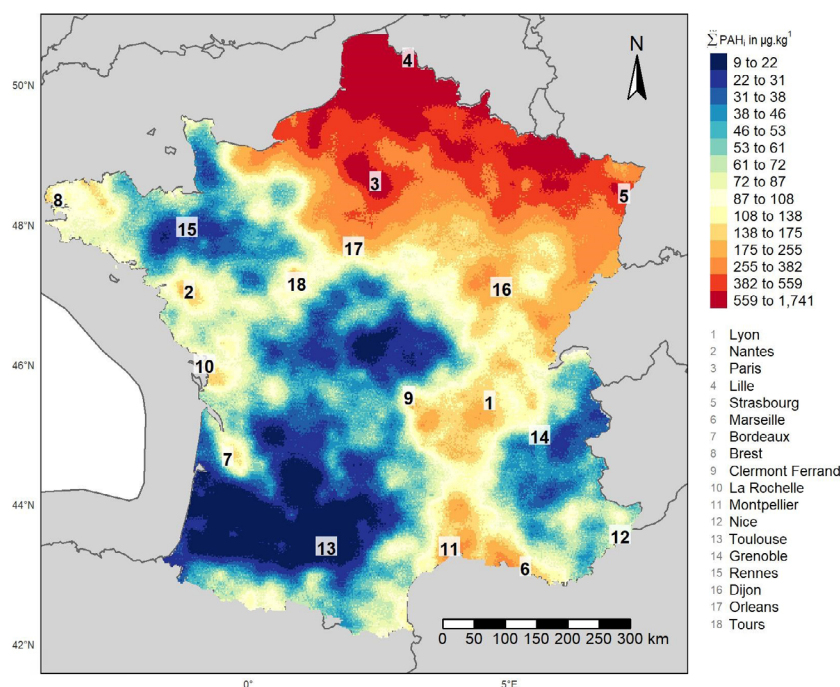 50°N
48°N
46°N
44°N
42°N
0°
5°E
N
4
3
5
8
15
17
2
18
16
10
9
1
14
7
13
11
12
6
0 50 100 150 200 250 300 km
∑ PAHᵢ in µg.kg¹
9 to 22
22 to 31
31 to 38
38 to 46
46 to 53
53 to 61
61 to 72
72 to 87
87 to 108
108 to 138
138 to 175
175 to 255
255 to 382
382 to 559
559 to 1,741
1 Lyon
2 Nantes
3 Paris
4 Lille
5 Strasbourg
6 Marseille
7 Bordeaux
8 Brest
9 Clermont Ferrand
10 La Rochelle
11 Montpellier
12 Nice
13 Toulouse
14 Grenoble
15 Rennes
16 Dijon
17 Orleans
18 Tours